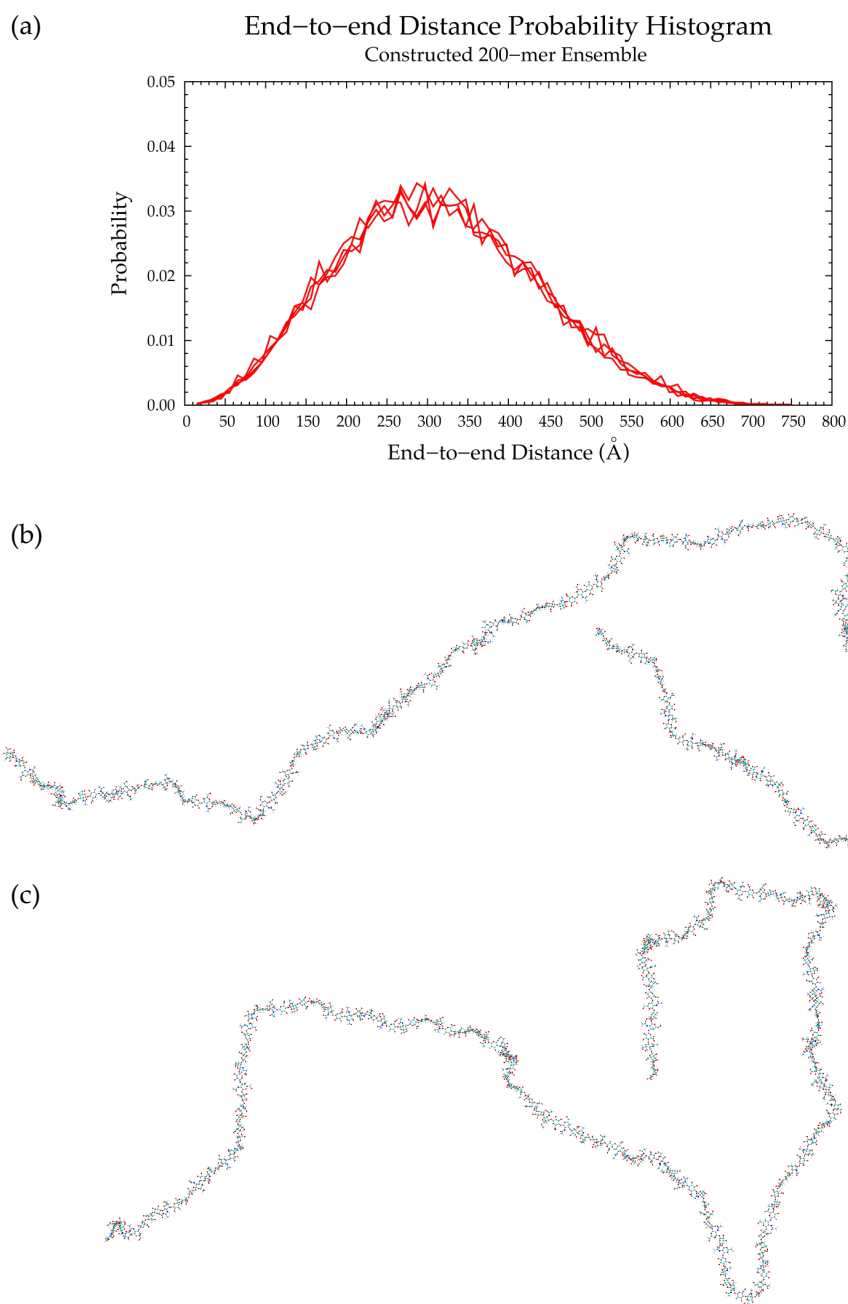 (a)
End−to−end Distance Probability Histogram
Constructed 200−mer Ensemble
0.05
0.04
0.03
0.02
0.01
0.00
Probability
0 50 100 150 200 250 300 350 400 450 500 550 600 650 700 750 800
End−to−end Distance (Å)
(b)
(c)